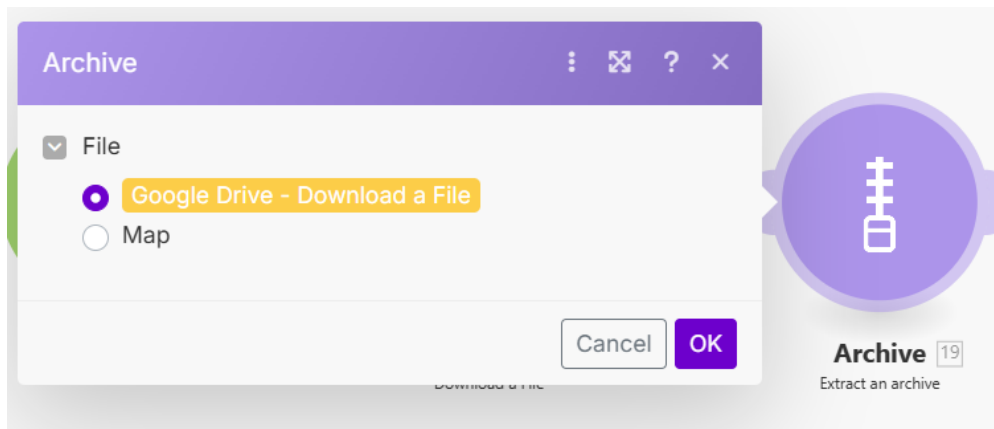 Archive
File
Google Drive - Download a File
Map
Cancel
OK
Download a File
Archive 19
Extract an archive